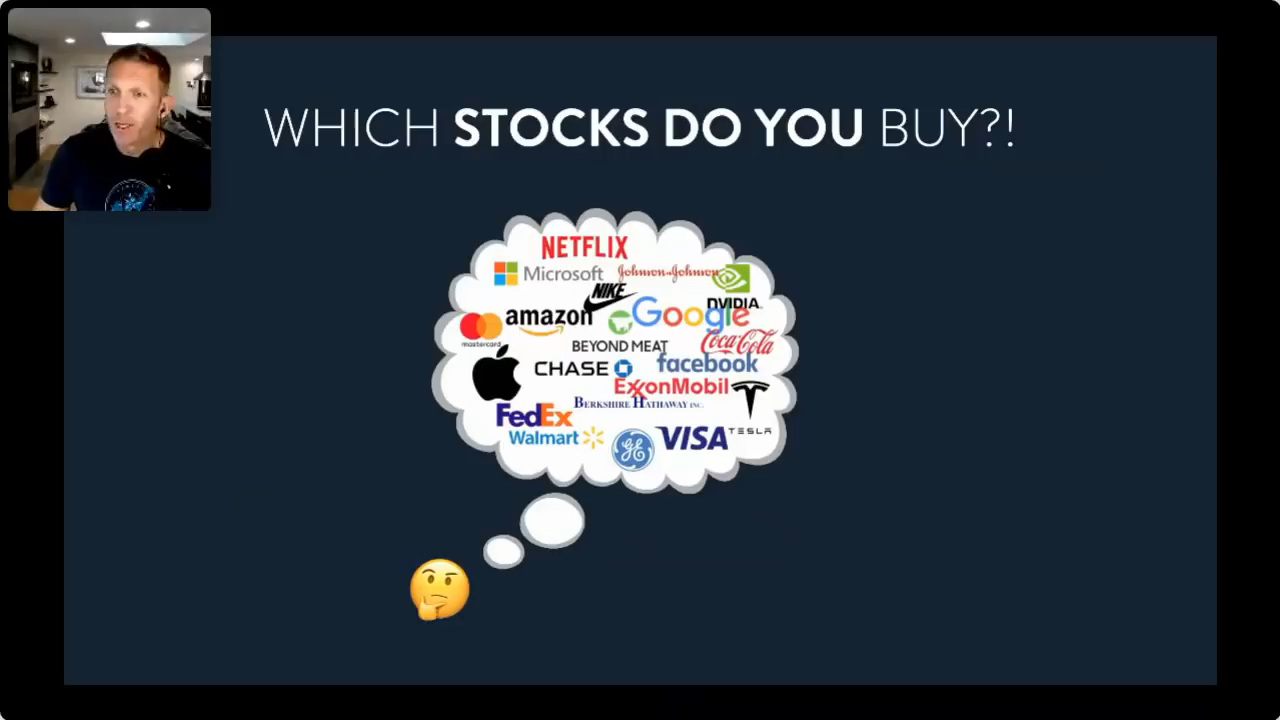 WHICH STOCKS DO YOU BUY?!
NETFLIX
Microsoft
Johnson & Johnson
NVIDIA
NIKE
amazon
Google
mastercard
BEYOND MEAT
Coca-Cola
CHASE
facebook
ExxonMobil
BERKSHIRE HATHAWAY INC.
TESLA
FedEx
Walmart
GE
VISA